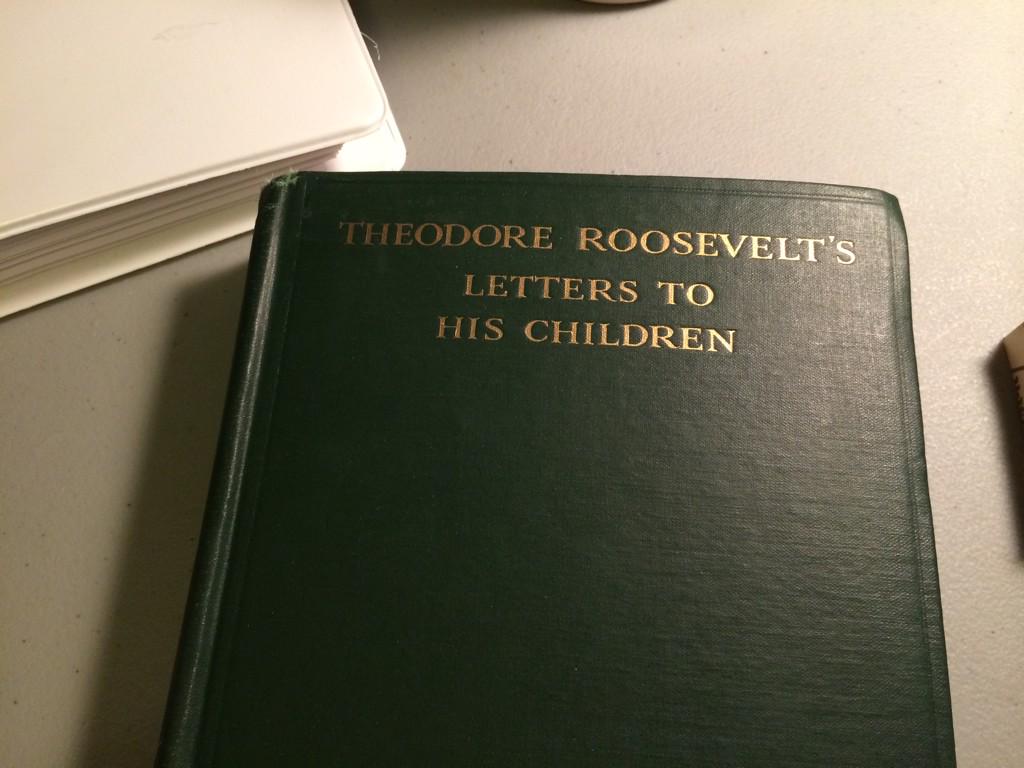 THEODORE ROOSEVELT'S
LETTERS TO
HIS CHILDREN